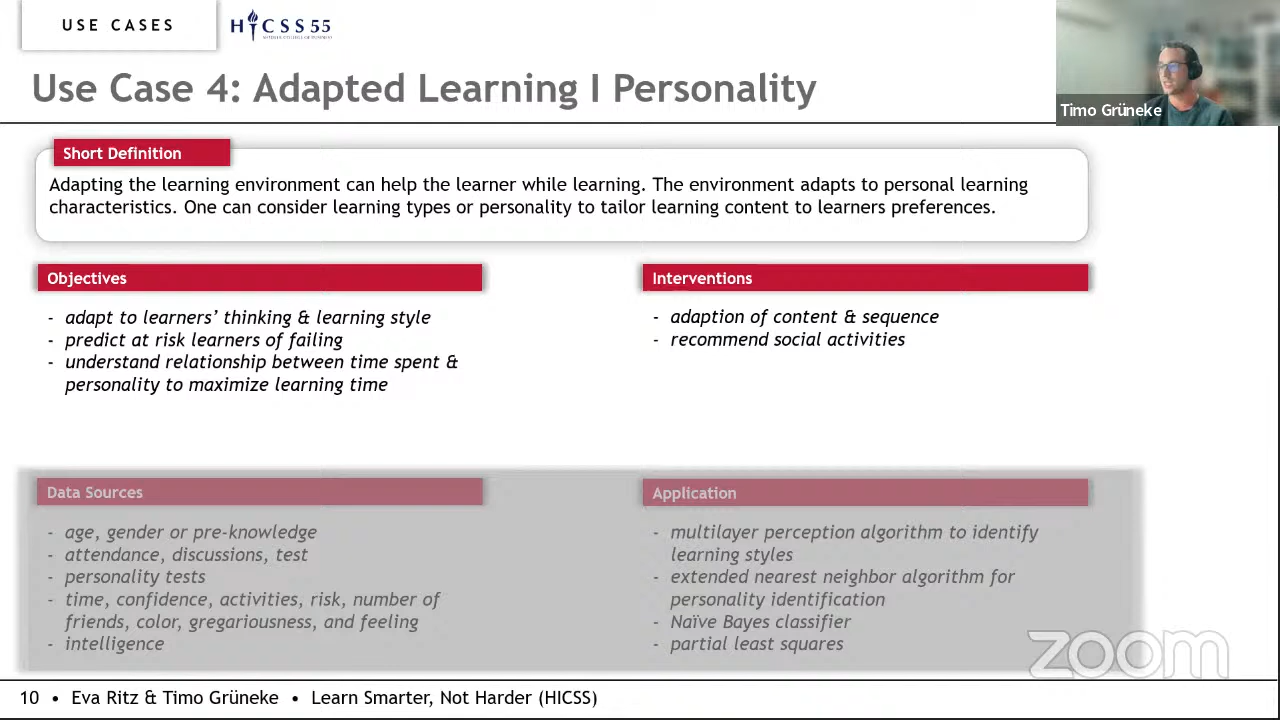 USE CASES
HICSS 55
Use Case 4: Adapted Learning I Personality
Timo Grüneke
Short Definition
Adapting the learning environment can help the learner while learning. The environment adapts to personal learning
characteristics. One can consider learning types or personality to tailor learning content to learners preferences.
Objectives
- adapt to learners’ thinking & learning style
- predict at risk learners of failing
- understand relationship between time spent &
personality to maximize learning time
Interventions
- adaption of content & sequence
- recommend social activities
Data Sources
- age, gender or pre-knowledge
- attendance, discussions, test
- personality tests
- time, confidence, activities, risk, number of
friends, color, gregariousness, and feeling
- intelligence
Application
- multilayer perception algorithm to identify
learning styles
- extended nearest neighbor algorithm for
personality identification
- Naïve Bayes classifier
- partial least squares
zoom
10 • Eva Ritz & Timo Grüneke • Learn Smarter, Not Harder (HICSS)